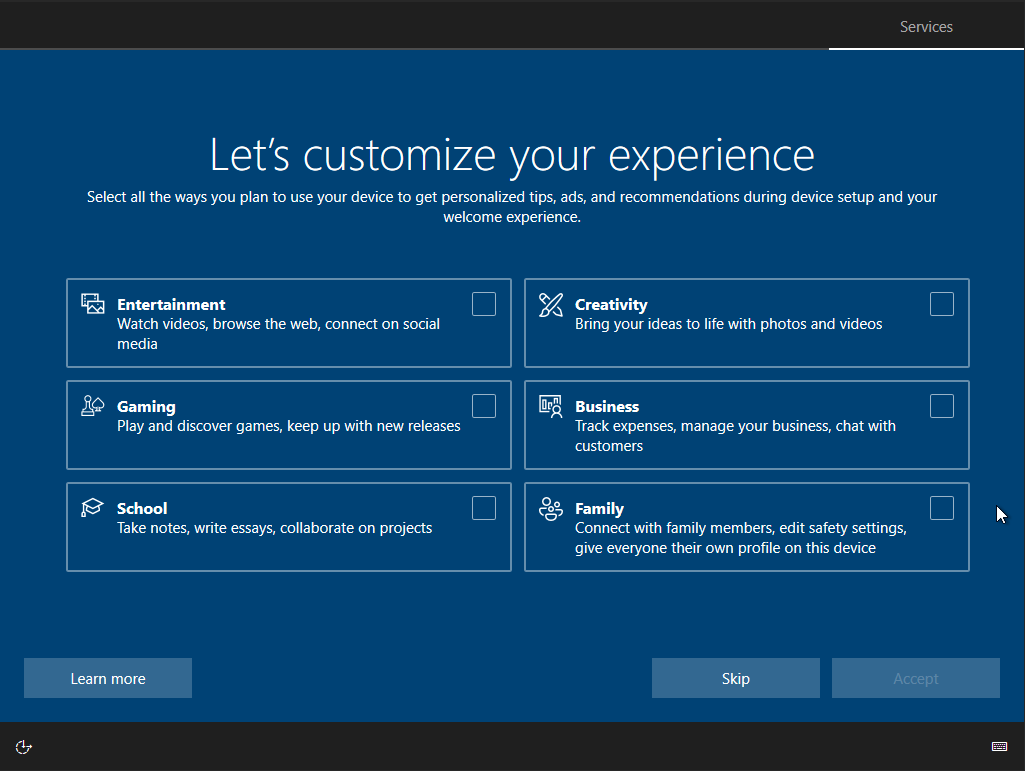 Services
Let's customize your experience
Select all the ways you plan to use your device to get personalized tips, ads, and recommendations during device setup and your
welcome experience.
Entertainment
Watch videos, browse the web, connect on social
media
Creativity
Bring your ideas to life with photos and videos
Gaming
Play and discover games, keep up with new releases
Business
Track expenses, manage your business, chat with
customers
School
Take notes, write essays, collaborate on projects
Family
Connect with family members, edit safety settings,
give everyone their own profile on this device
Learn more
Skip
Accept